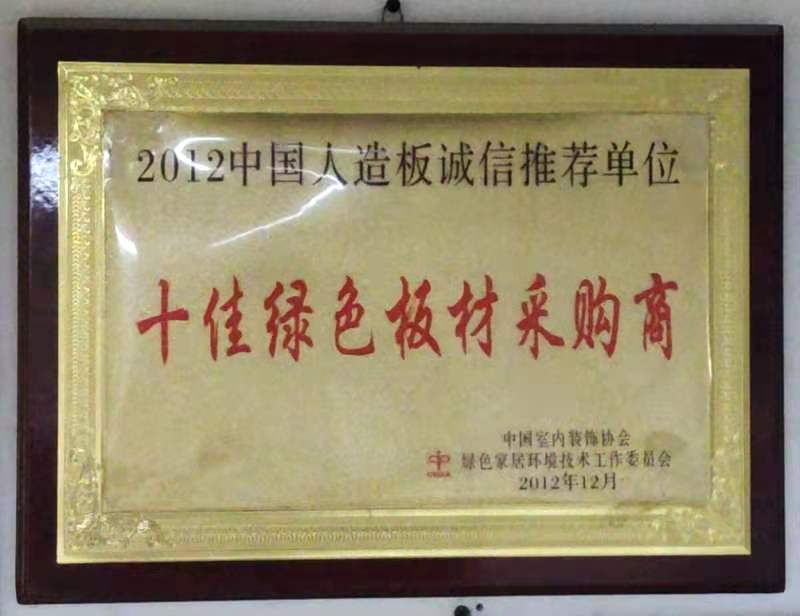 2012中国人造板诚信推荐单位
十佳绿色板材采购商
中国室内装饰协会
绿色家居环境技术工作委员会
2012年12月